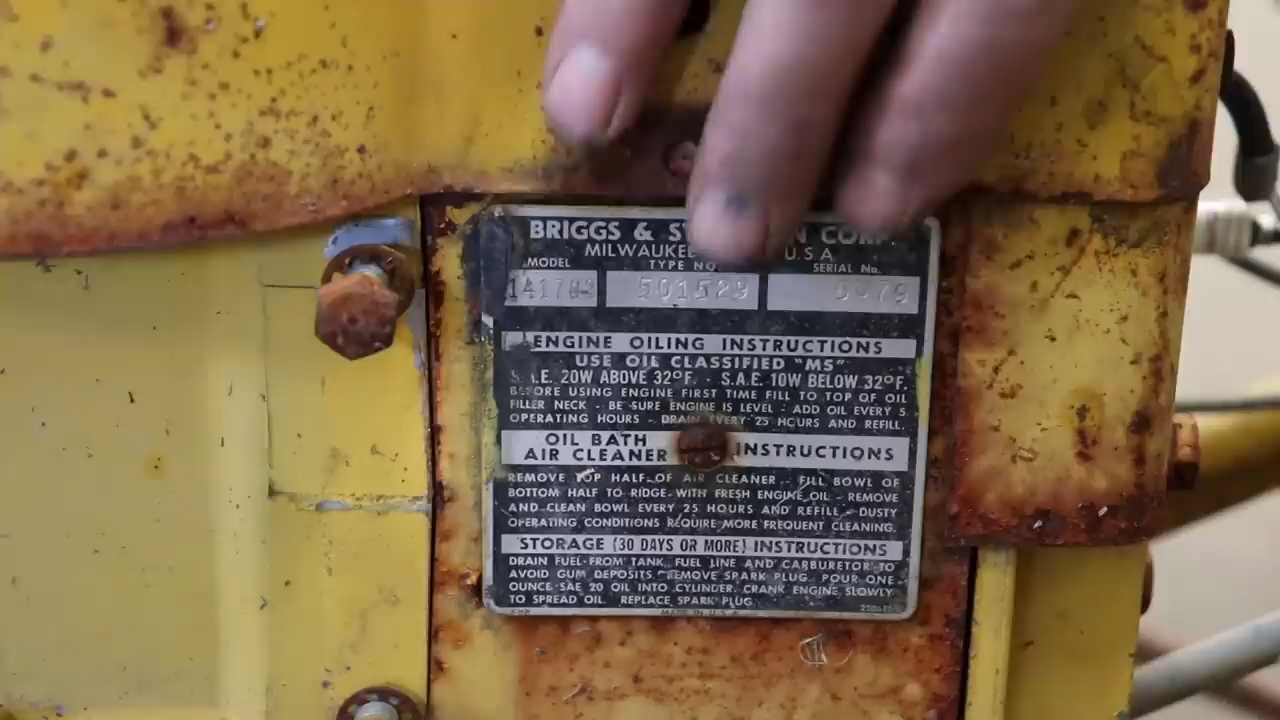 BRIGGS &
MILWAUKEE U.S.A
MODEL TYPE NO. SERIAL No.
501529
ENGINE OILING INSTRUCTIONS
USE OIL CLASSIFIED "MS"
20W ABOVE 32°F. - S.A.E. 10W BELOW 32°F.
BEFORE USING ENGINE FIRST TIME FILL TO TOP OF OIL
FILLER NECK - BE SURE ENGINE IS LEVEL - ADD OIL EVERY 5
OPERATING HOURS - DRAIN EVERY 25 HOURS AND REFILL.
OIL BATH
AIR CLEANER INSTRUCTIONS
REMOVE TOP HALF OF AIR CLEANER - FILL BOWL OF
BOTTOM HALF TO RIDGE WITH FRESH ENGINE OIL - REMOVE
AND CLEAN BOWL EVERY 25 HOURS AND REFILL - DUSTY
OPERATING CONDITIONS REQUIRE MORE FREQUENT CLEANING.
STORAGE (30 DAYS OR MORE) INSTRUCTIONS
DRAIN FUEL FROM TANK, FUEL LINE AND CARBURETOR TO
AVOID GUM DEPOSITS REMOVE SPARK PLUG. POUR ONE
OUNCE SAE 20 OIL INTO CYLINDER. CRANK ENGINE SLOWLY
TO SPREAD OIL. REPLACE SPARK PLUG.
MADE IN U.S.A.